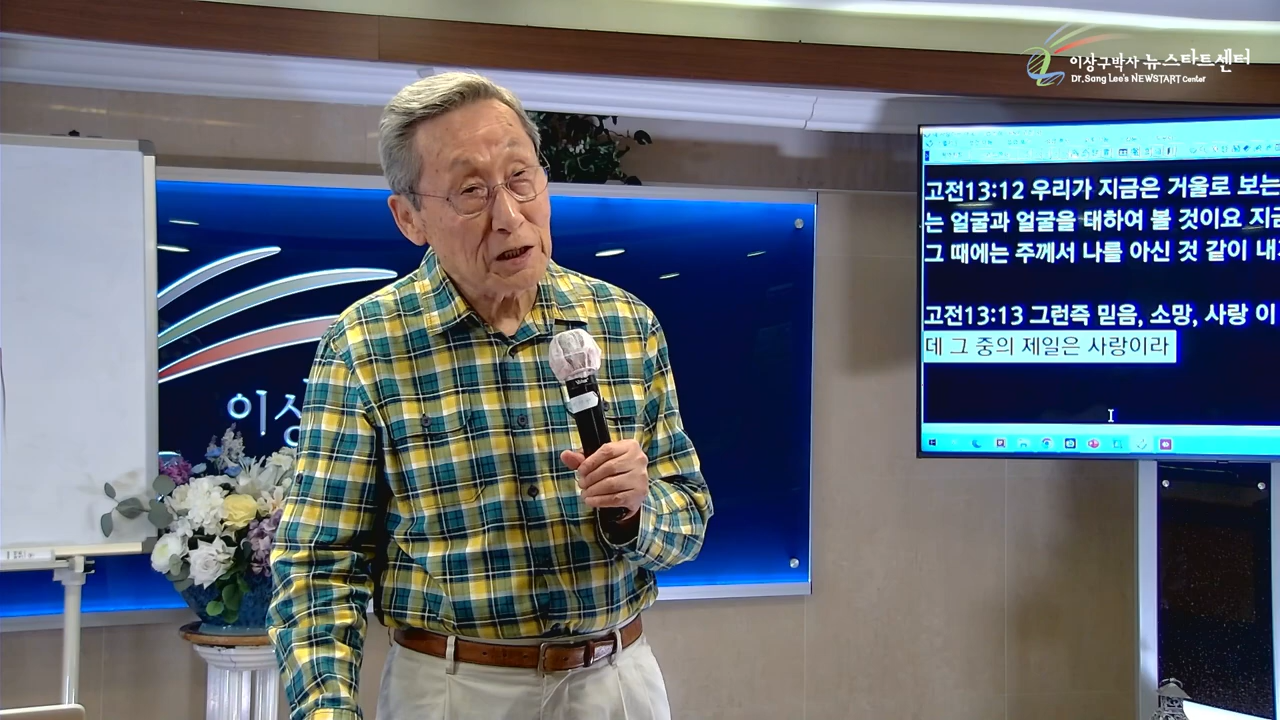 이상구박사 뉴스타트센터
Dr. Sang Lee's NEWSTART Center
고전13:12 우리가 지금은 거울로 보는
는 얼굴과 얼굴을 대하여 볼 것이요 지금
그 때에는 주께서 나를 아신 것 같이 내가
고전13:13 그런즉 믿음, 소망, 사랑 이
데 그 중의 제일은 사랑이라
이상